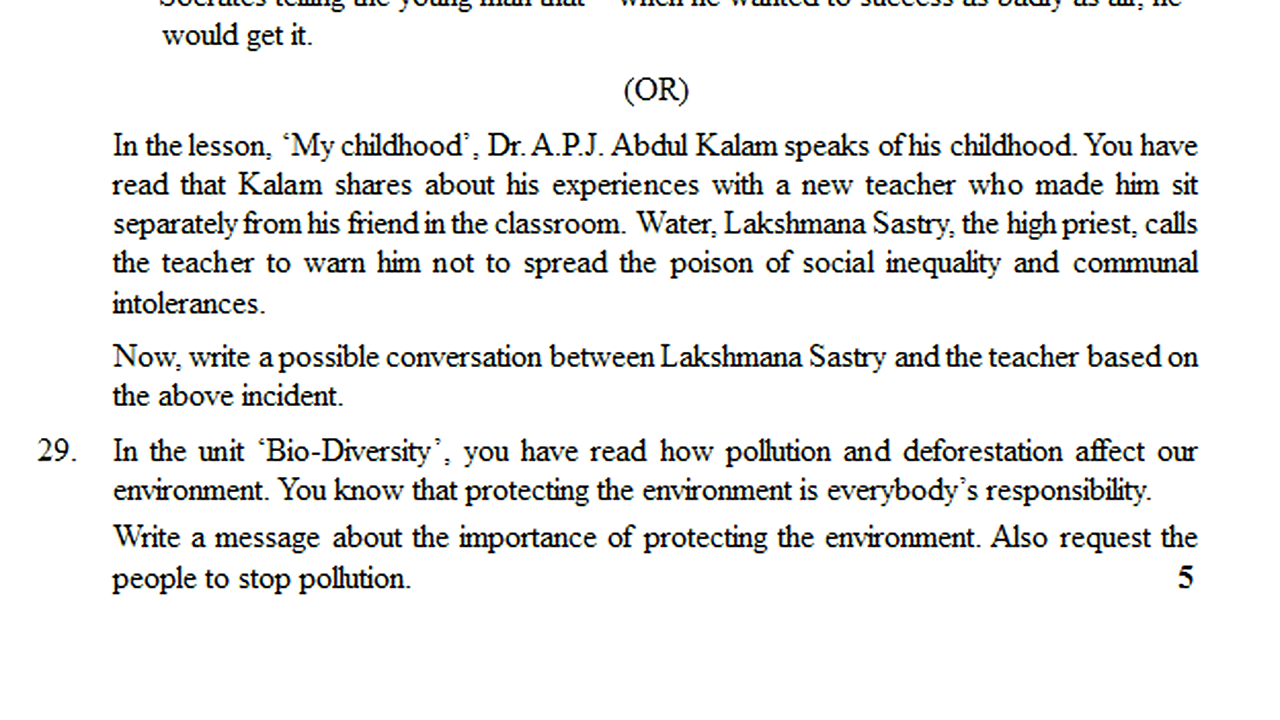 would get it.
(OR)
In the lesson, ‘My childhood’, Dr. A.P.J. Abdul Kalam speaks of his childhood. You have
read that Kalam shares about his experiences with a new teacher who made him sit
separately from his friend in the classroom. Water, Lakshmana Sastry, the high priest, calls
the teacher to warn him not to spread the poison of social inequality and communal
intolerances.
Now, write a possible conversation between Lakshmana Sastry and the teacher based on
the above incident.
29. In the unit ‘Bio-Diversity’, you have read how pollution and deforestation affect our
environment. You know that protecting the environment is everybody’s responsibility.
Write a message about the importance of protecting the environment. Also request the
people to stop pollution. 5